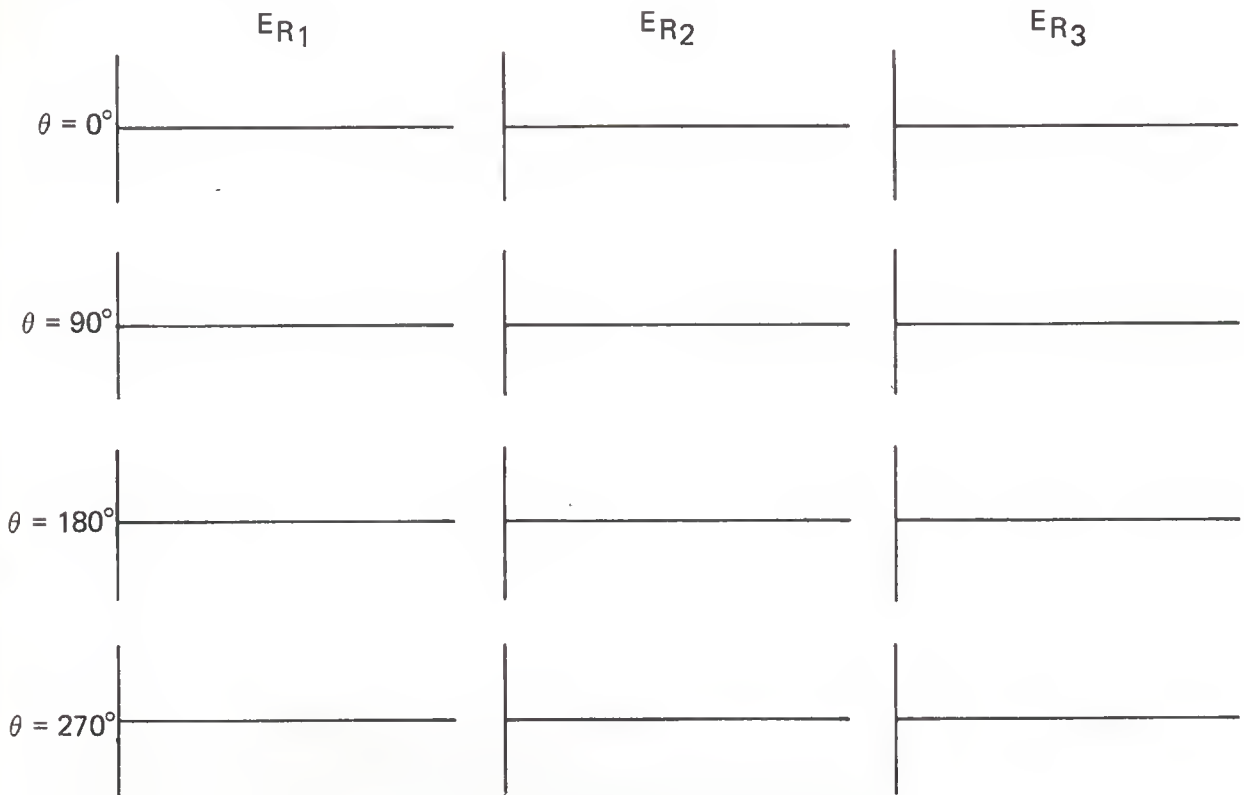 E_R1 E_R2 E_R3
θ = 0°
θ = 90°
θ = 180°
θ = 270°